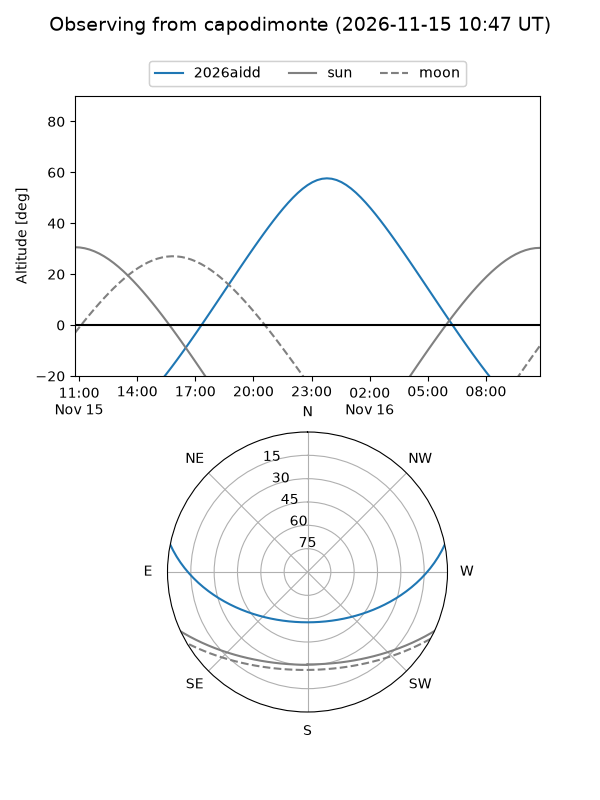 Observing from capodimonte (2026-11-15 10:47 UT)
2026aidd sun moon
Altitude [deg]
80
60
40
20
0
−20
11:00 14:00 17:00 20:00 23:00 02:00 05:00 08:00
Nov 15 Nov 16
N
NE NW
15
30
45
60
75
E W
SE SW
S